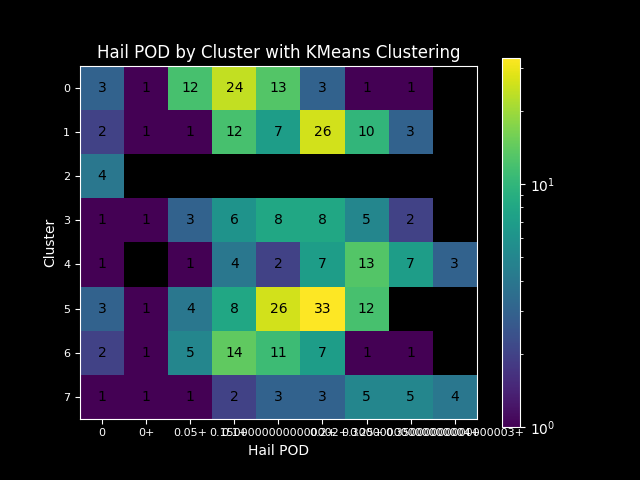 Hail POD by Cluster with KMeans Clustering
0 3 1 12 24 13 3 1 1
1 2 1 1 12 7 26 10 3
2 4
3 1 1 3 6 8 8 5 2
4 1 1 4 2 7 13 7 3
5 3 1 4 8 26 33 12
6 2 1 5 14 11 7 1 1
7 1 1 1 2 3 3 5 5 4
0 0+ 0.05+
Hail POD
Cluster
10¹
10⁰